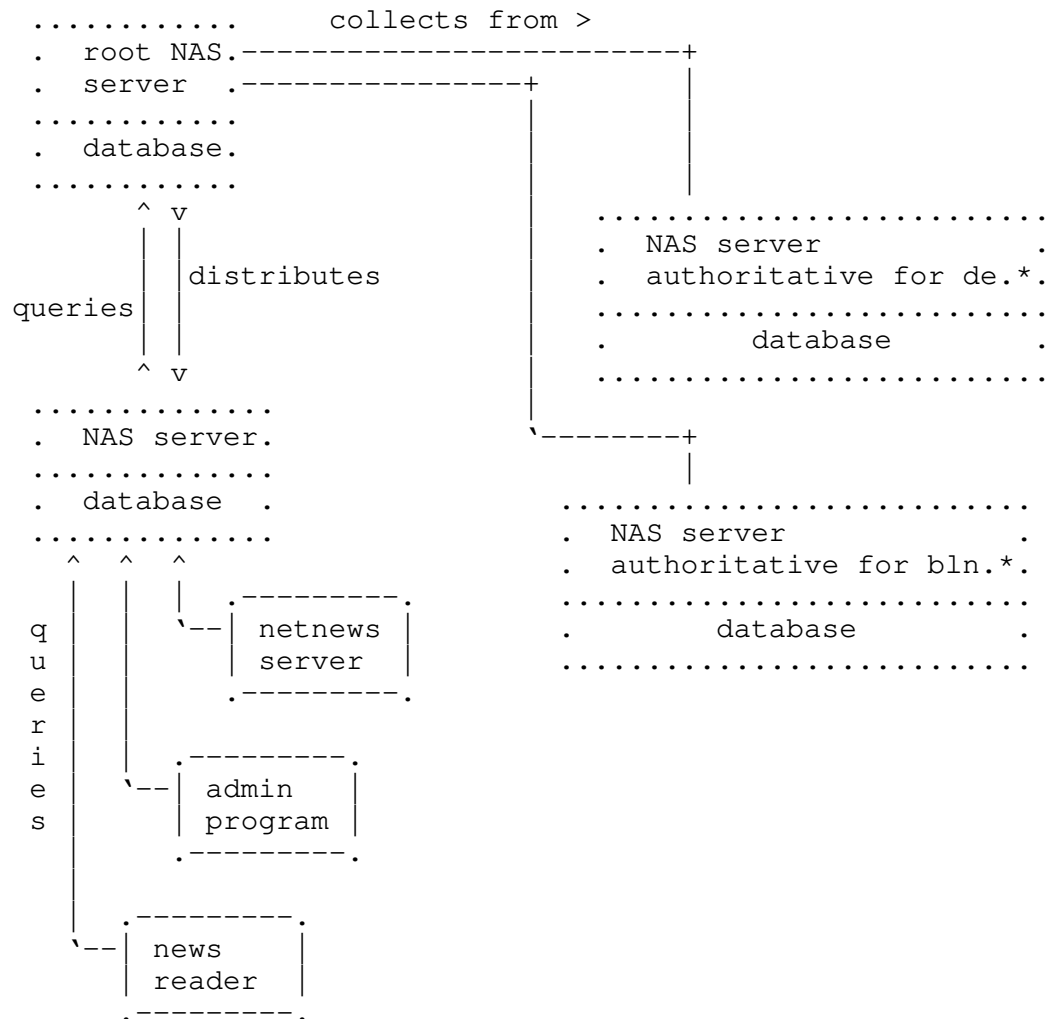 collects from >
root NAS
server
database
NAS server
authoritative for de.*
database
distributes
queries
NAS server
database
NAS server
authoritative for bln.*
database
queries
netnews
server
admin
program
news
reader